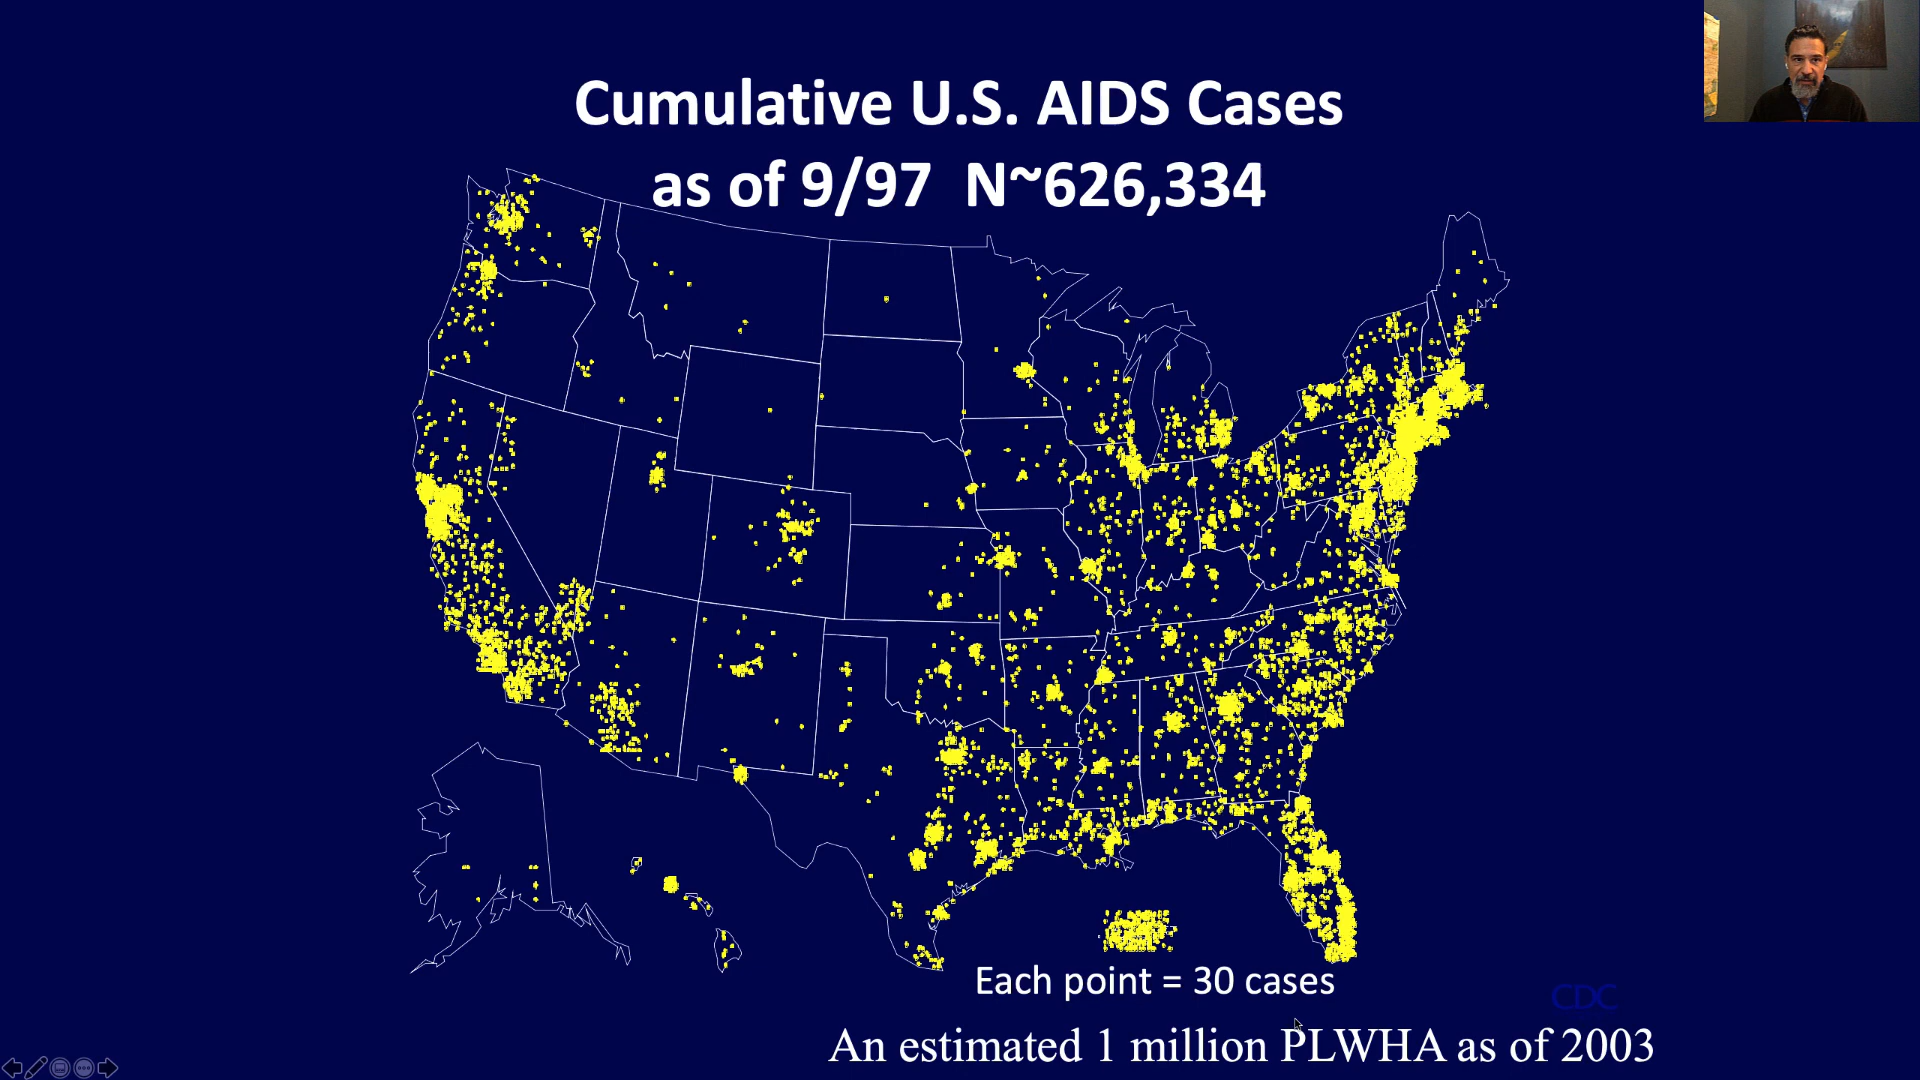 Cumulative U.S. AIDS Cases
as of 9/97 N~626,334
Each point = 30 cases
CDC
An estimated 1 million PLWHA as of 2003